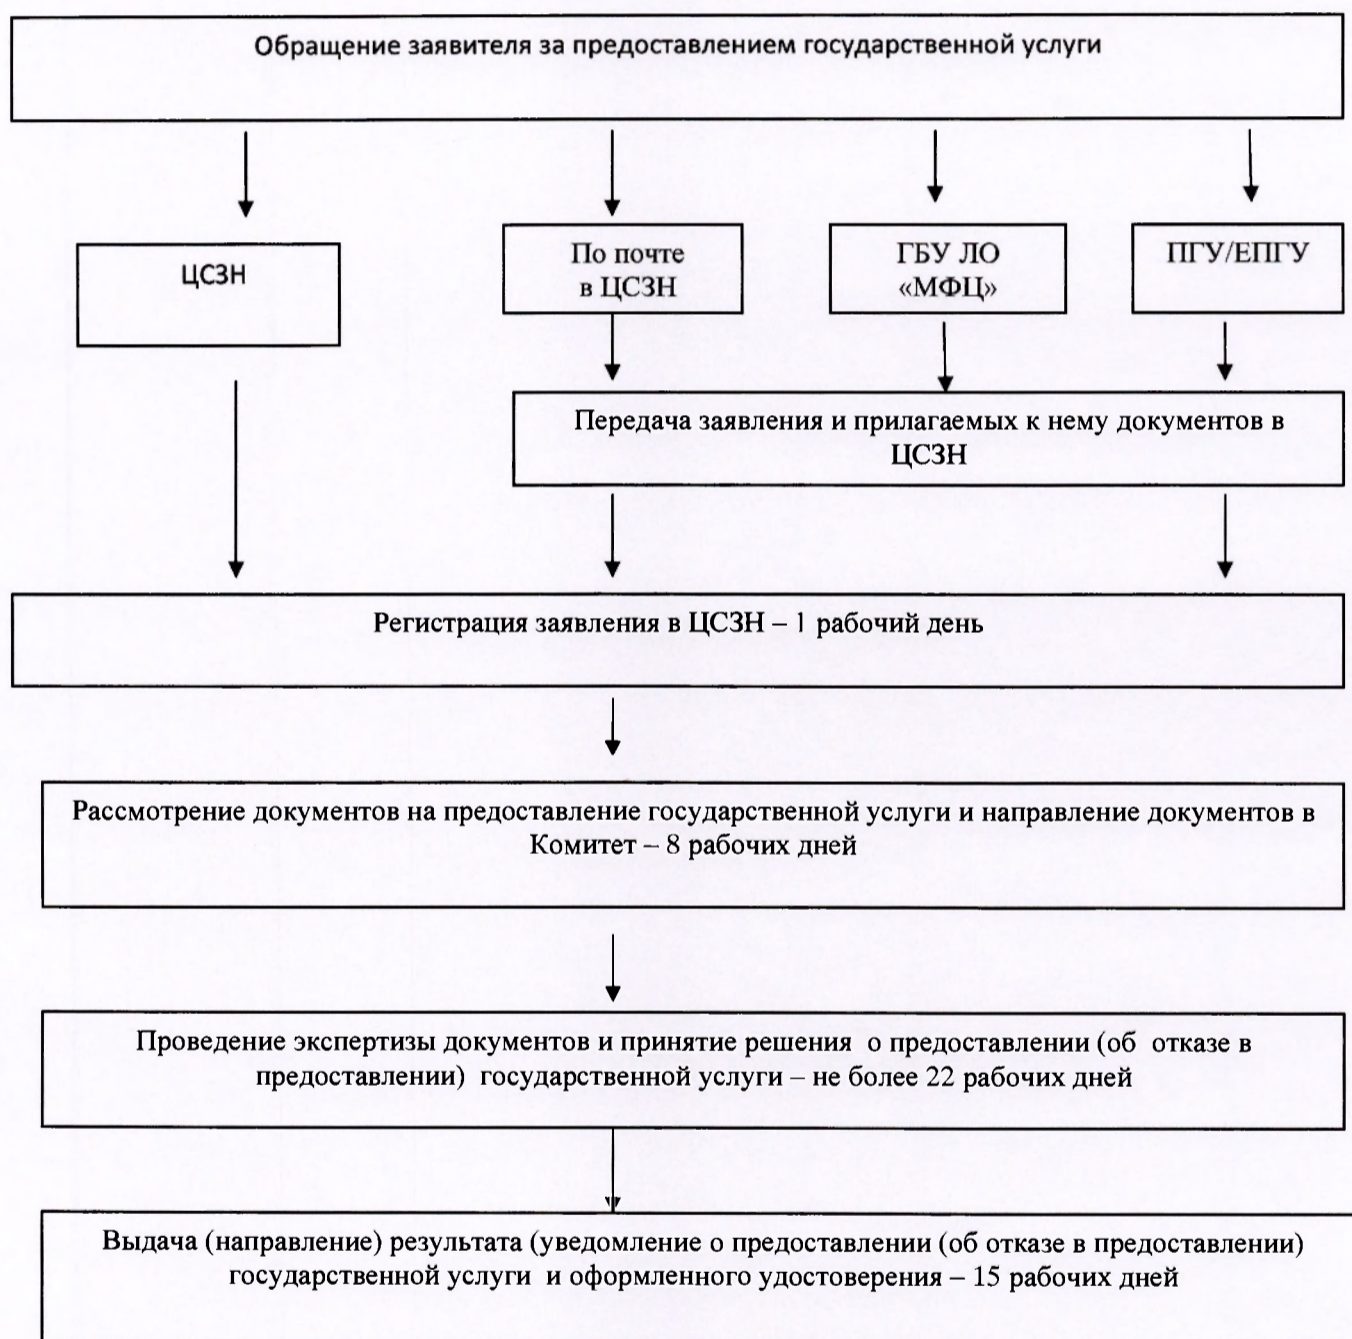 Обращение заявителя за предоставлением государственной услуги
ЦСЗН
По почте
в ЦСЗН
ГБУ ЛО
«МФЦ»
ПГУ/ЕПГУ
Передача заявления и прилагаемых к нему документов в
ЦСЗН
Регистрация заявления в ЦСЗН – 1 рабочий день
Рассмотрение документов на предоставление государственной услуги и направление документов в
Комитет – 8 рабочих дней
Проведение экспертизы документов и принятие решения о предоставлении (об отказе в
предоставлении) государственной услуги – не более 22 рабочих дней
Выдача (направление) результата (уведомление о предоставлении (об отказе в предоставлении)
государственной услуги и оформленного удостоверения – 15 рабочих дней